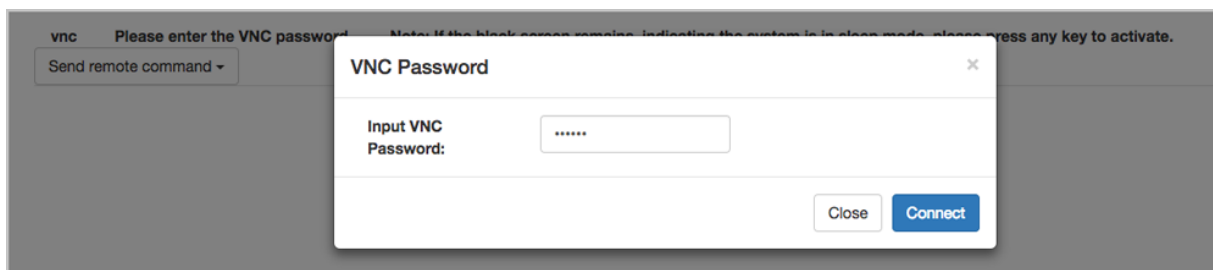 vnc Please enter the VNC password Note: If the black screen remains, indicating the system is in sleep mode, please press any key to activate.
Send remote command
VNC Password
×
Input VNC
Password:
••••••
Close Connect